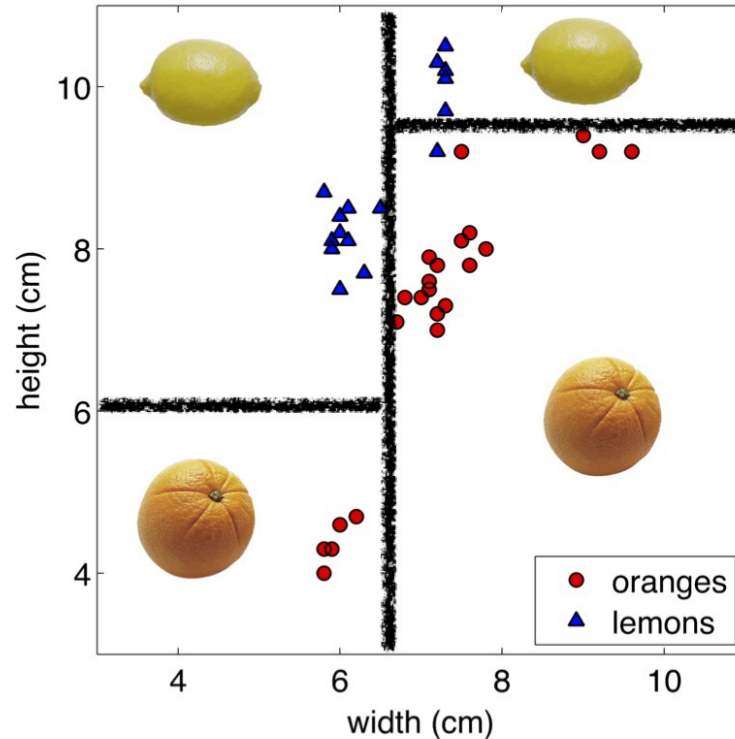 height (cm)
10
8
6
4
4 6 8 10
width (cm)
oranges
lemons